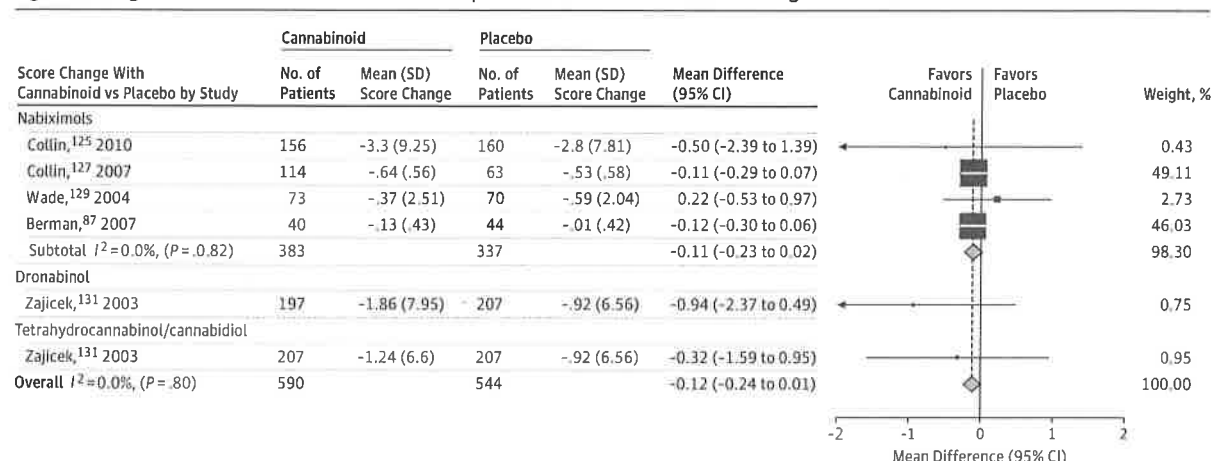 Cannabinoid Placebo
Score Change With No. of Mean (SD) No. of Mean (SD) Mean Difference Favors Favors
Cannabinoid vs Placebo by Study Patients Score Change Patients Score Change (95% CI) Cannabinoid Placebo Weight, %
Nabiximols
Collin,125 2010 156 -3.3 (9.25) 160 -2.8 (7.81) -0.50 (-2.39 to 1.39) 0.43
Collin,127 2007 114 -.64 (.56) 63 -.53 (.58) -0.11 (-0.29 to 0.07) 49.11
Wade,129 2004 73 -.37 (2.51) 70 -.59 (2.04) 0.22 (-0.53 to 0.97) 2.73
Berman,87 2007 40 -.13 (.43) 44 -.01 (.42) -0.12 (-0.30 to 0.06) 46.03
Subtotal I2=0.0%, (P=.0.82) 383 337 -0.11 (-0.23 to 0.02) 98.30
Dronabinol
Zajicek,131 2003 197 -1.86 (7.95) 207 -.92 (6.56) -0.94 (-2.37 to 0.49) 0.75
Tetrahydrocannabinol/cannabidiol
Zajicek,131 2003 207 -1.24 (6.6) 207 -.92 (6.56) -0.32 (-1.59 to 0.95) 0.95
Overall I2=0.0%, (P=.80) 590 544 -0.12 (-0.24 to 0.01) 100.00
-2 -1 0 1 2
Mean Difference (95% CI)